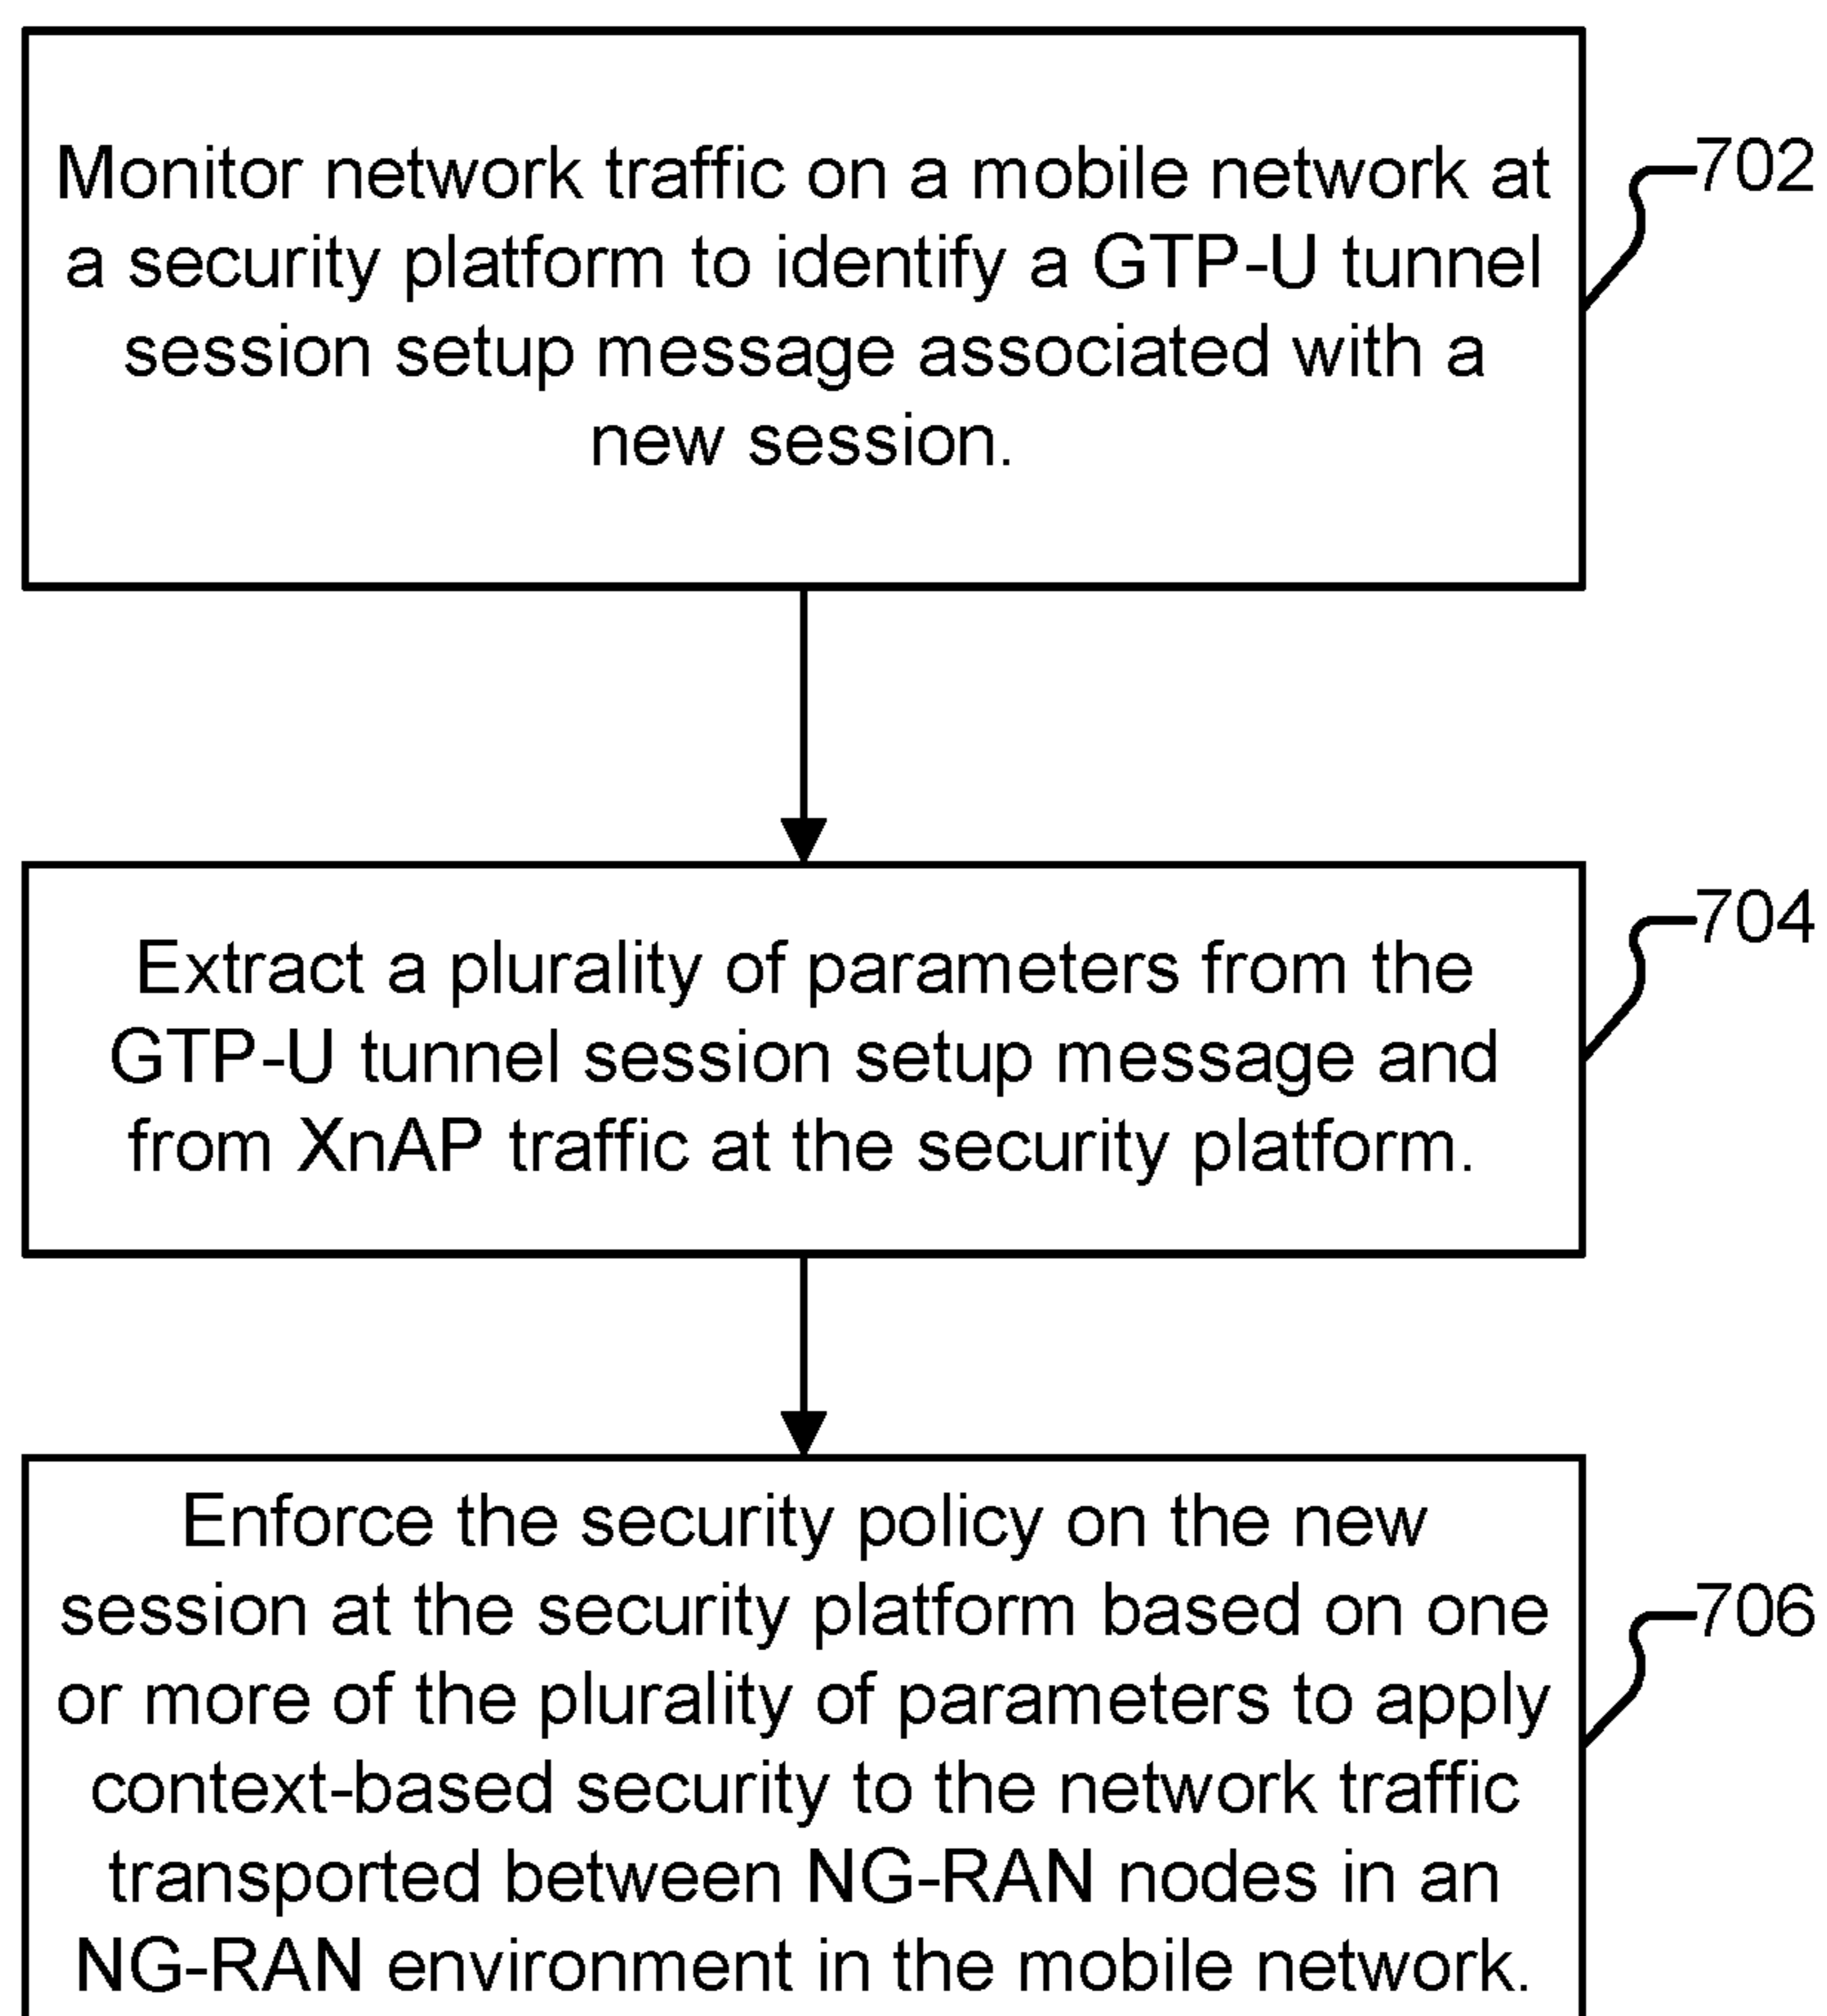 Monitor network traffic on a mobile network at
a security platform to identify a GTP-U tunnel
session setup message associated with a
new session.
702
Extract a plurality of parameters from the
GTP-U tunnel session setup message and
from XnAP traffic at the security platform.
704
Enforce the security policy on the new
session at the security platform based on one
or more of the plurality of parameters to apply
context-based security to the network traffic
transported between NG-RAN nodes in an
NG-RAN environment in the mobile network.
706